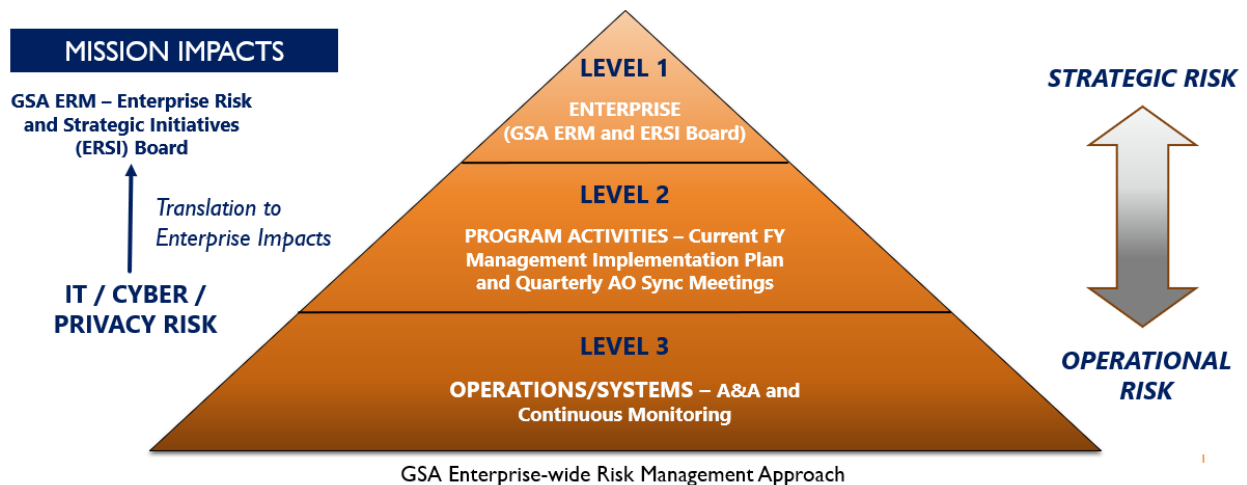 MISSION IMPACTS
GSA ERM – Enterprise Risk
and Strategic Initiatives
(ERSI) Board
Translation to
Enterprise Impacts
IT / CYBER /
PRIVACY RISK
LEVEL 1
ENTERPRISE
(GSA ERM and ERSI Board)
LEVEL 2
PROGRAM ACTIVITIES – Current FY
Management Implementation Plan
and Quarterly AO Sync Meetings
LEVEL 3
OPERATIONS/SYSTEMS – A&A and
Continuous Monitoring
STRATEGIC RISK
OPERATIONAL
RISK
GSA Enterprise-wide Risk Management Approach